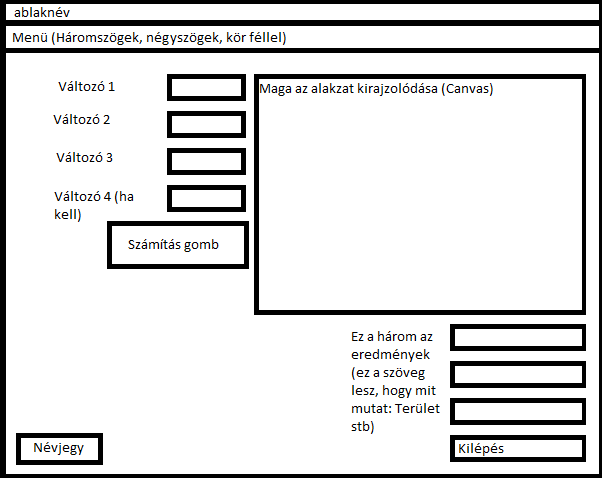 ablaknév
Menü (Háromszögek, négyszögek, kör féllel)
Változó 1
Változó 2
Változó 3
Változó 4 (ha
kell)
Számítás gomb
Maga az alakzat kirajzolódása (Canvas)
Ez a három az
eredmények
(ez a szöveg
lesz, hogy mit
mutat: Terület
stb)
Névjegy
Kilépés